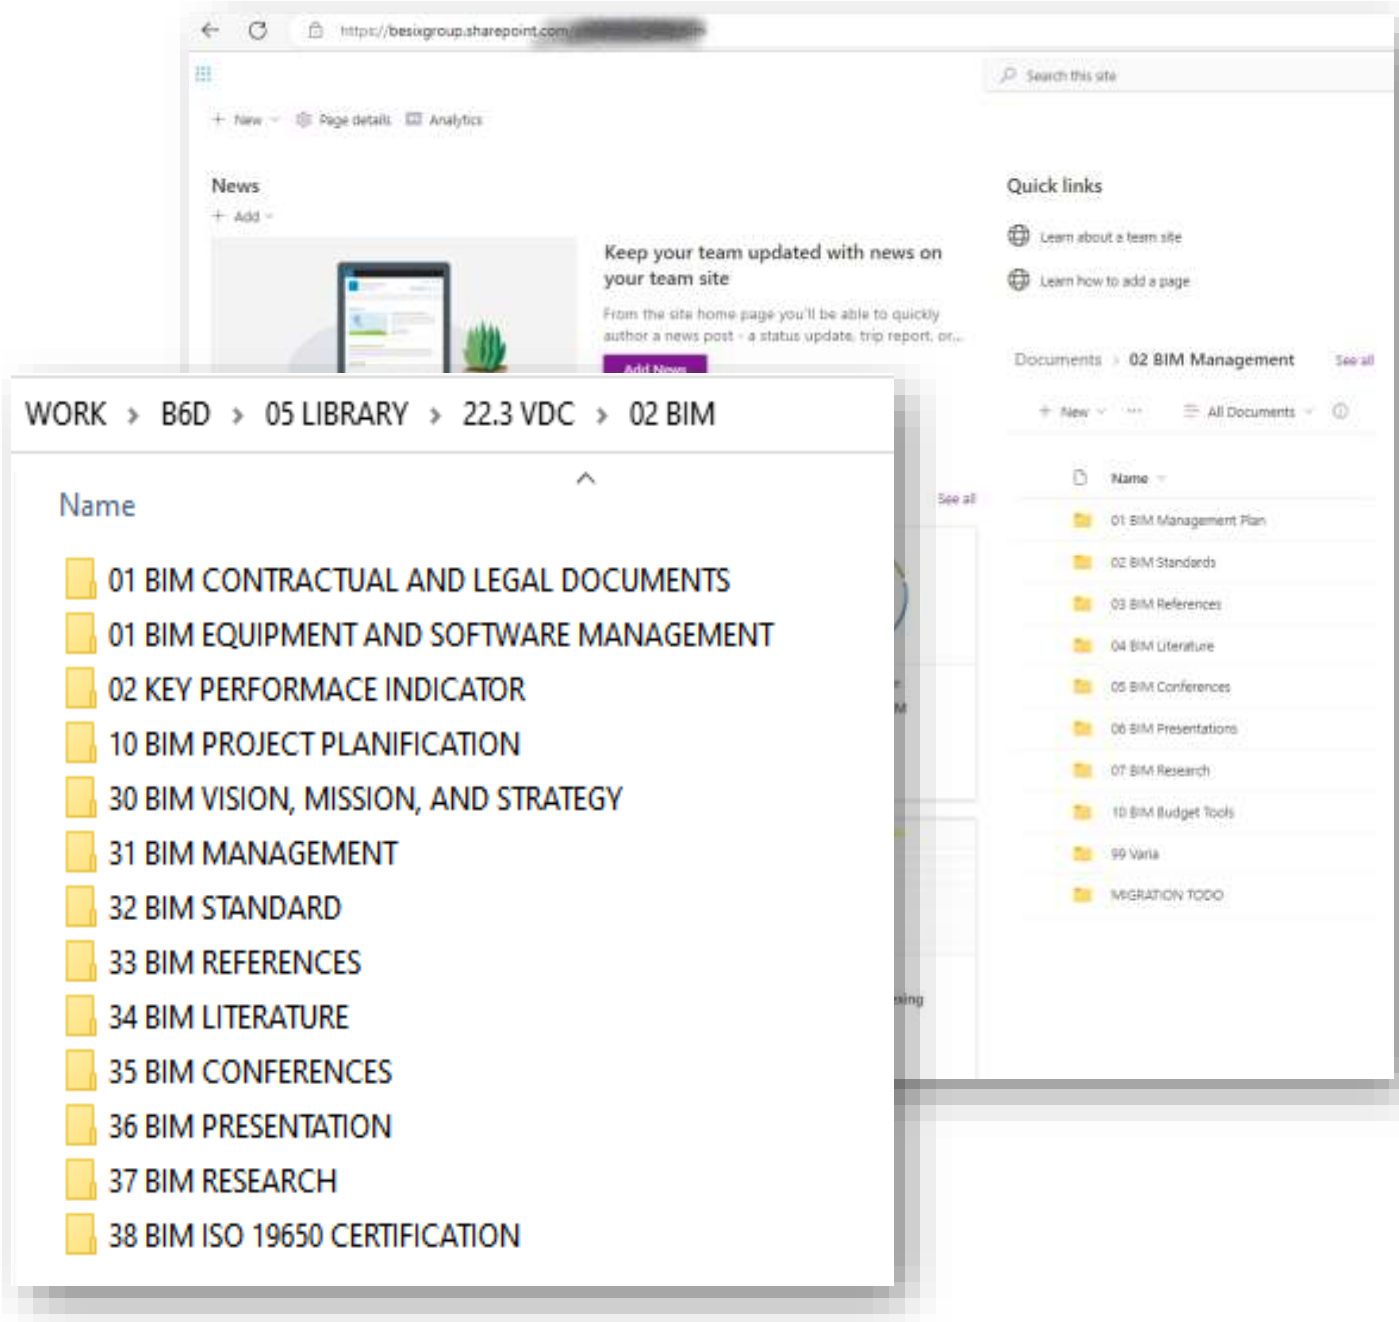 https://besixgroup.sharepoint.com/
Search this site
+ New Page details Analytics
News
+ Add
Keep your team updated with news on
your team site
From the site home page you'll be able to quickly
author a news post - a status update, trip report, or...
Add News
Quick links
Learn about a team site
Learn how to add a page
Documents > 02 BIM Management See all
+ New ... All Documents
Name
01 BIM Management Plan
02 BIM Standards
03 BIM References
04 BIM Literature
05 BIM Conferences
06 BIM Presentations
07 BIM Research
10 BIM Budget Tools
99 Varia
MIGRATION TODO
See all
WORK > B6D > 05 LIBRARY > 22.3 VDC > 02 BIM
Name
01 BIM CONTRACTUAL AND LEGAL DOCUMENTS
01 BIM EQUIPMENT AND SOFTWARE MANAGEMENT
02 KEY PERFORMACE INDICATOR
10 BIM PROJECT PLANIFICATION
30 BIM VISION, MISSION, AND STRATEGY
31 BIM MANAGEMENT
32 BIM STANDARD
33 BIM REFERENCES
34 BIM LITERATURE
35 BIM CONFERENCES
36 BIM PRESENTATION
37 BIM RESEARCH
38 BIM ISO 19650 CERTIFICATION